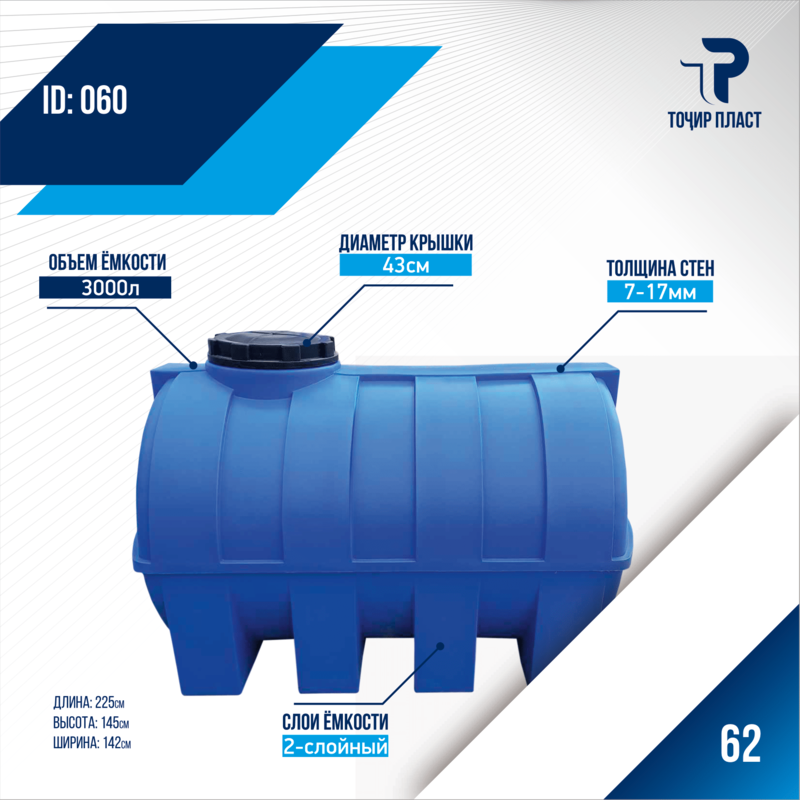 ID: 060
ТОҶИР ПЛАСТ
ДИАМЕТР КРЫШКИ
43см
ОБЪЕМ ЁМКОСТИ
3000л
ТОЛЩИНА СТЕН
7-17мм
ДЛИНА: 225см
ВЫСОТА: 145см
ШИРИНА: 142см
СЛОИ ЁМКОСТИ
2-слойный
62